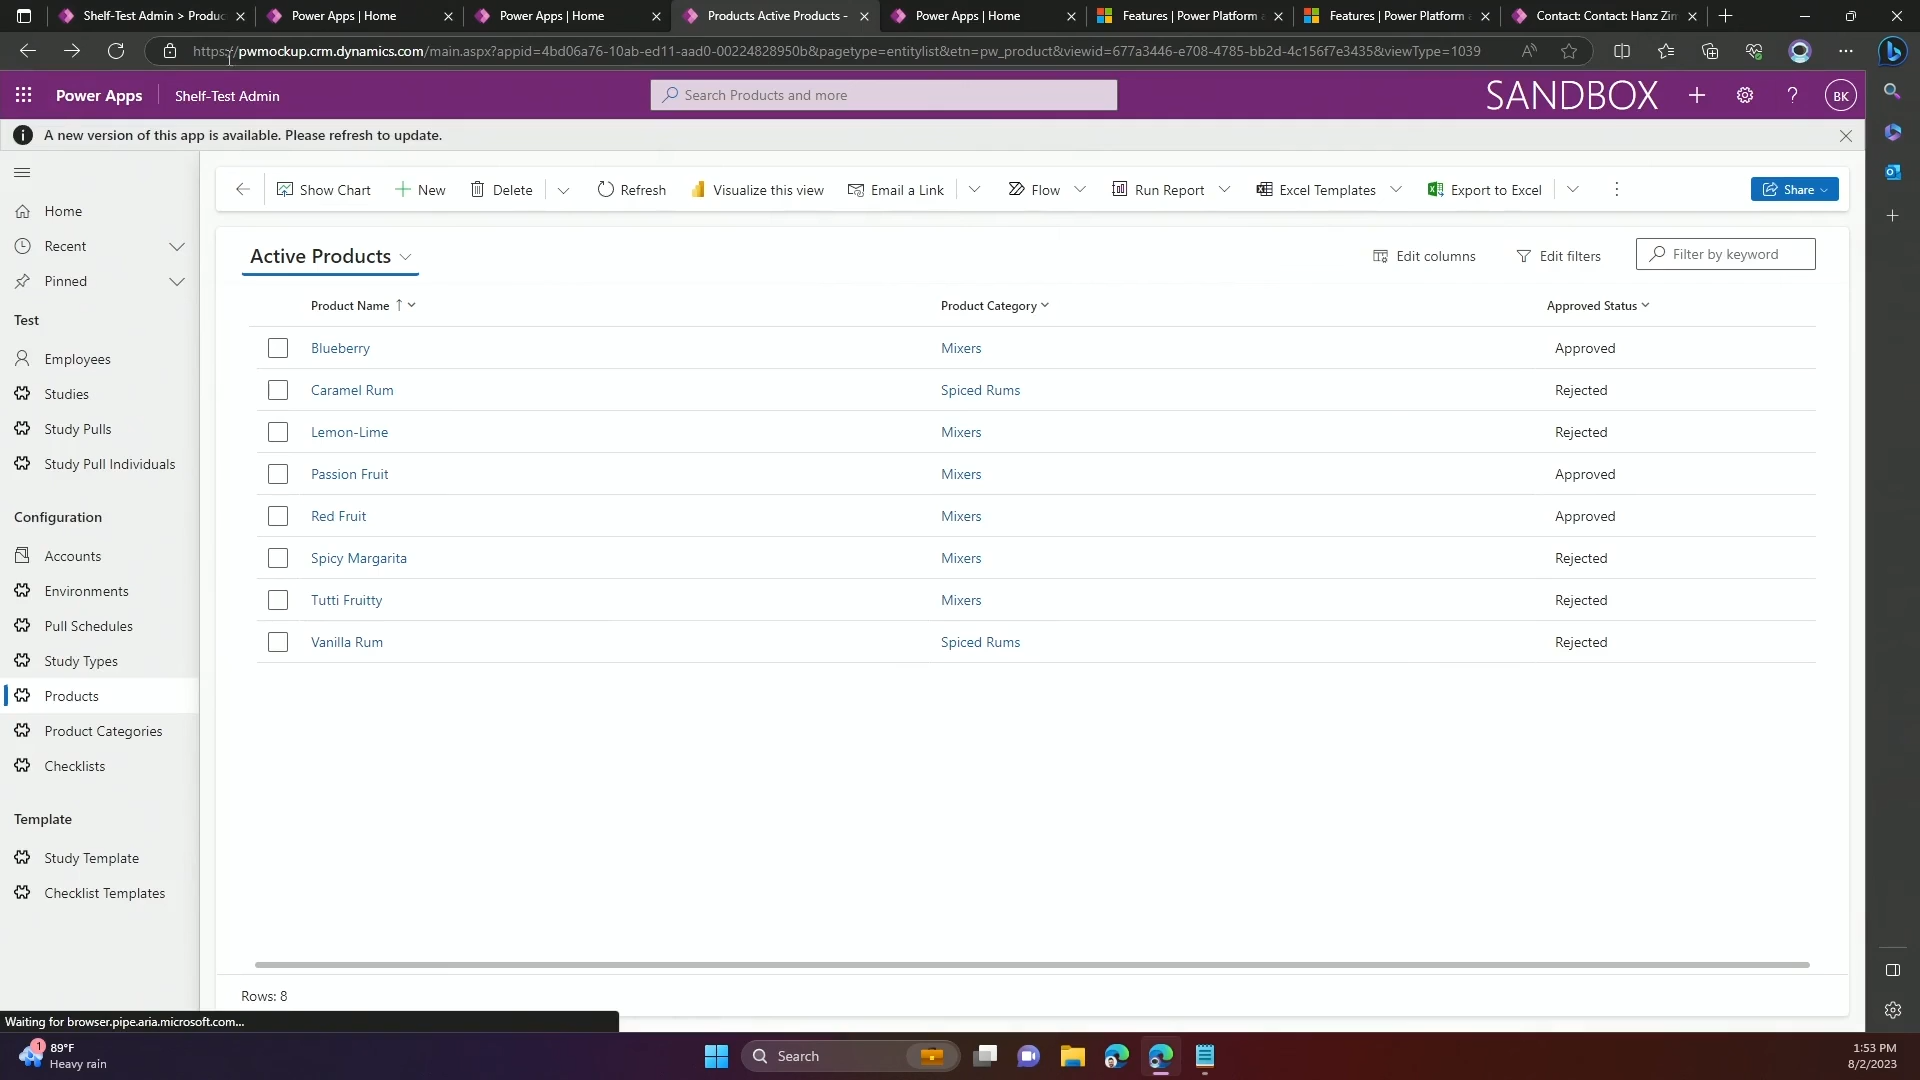 Shelf-Test Admin > Produc
Power Apps | Home
Power Apps | Home
Products Active Products -
Power Apps | Home
Features | Power Platform
Features | Power Platform
Contact: Contact: Hanz Zin
https://pwmockup.crm.dynamics.com/main.aspx?appid=4bd06a76-10ab-ed11-aad0-00224828950b&pagetype=entitylist&etn=pw_product&viewid=677a3446-e708-4785-bb2d-4c156f7e3435&viewType=1039
Power Apps
Shelf-Test Admin
Search Products and more
SANDBOX
BK
A new version of this app is available. Please refresh to update.
Show Chart
New
Delete
Refresh
Visualize this view
Email a Link
Flow
Run Report
Excel Templates
Export to Excel
Share
Home
Recent
Pinned
Test
Employees
Studies
Study Pulls
Study Pull Individuals
Configuration
Accounts
Environments
Pull Schedules
Study Types
Products
Product Categories
Checklists
Template
Study Template
Checklist Templates
Active Products
Edit columns
Edit filters
Filter by keyword
Product Name Product Category Approved Status
Blueberry Mixers Approved
Caramel Rum Spiced Rums Rejected
Lemon-Lime Mixers Rejected
Passion Fruit Mixers Approved
Red Fruit Mixers Approved
Spicy Margarita Mixers Rejected
Tutti Fruitty Mixers Rejected
Vanilla Rum Spiced Rums Rejected
Rows: 8
Waiting for browser.pipe.aria.microsoft.com...
1
89°F
Heavy rain
Search
1:53 PM
8/2/2023